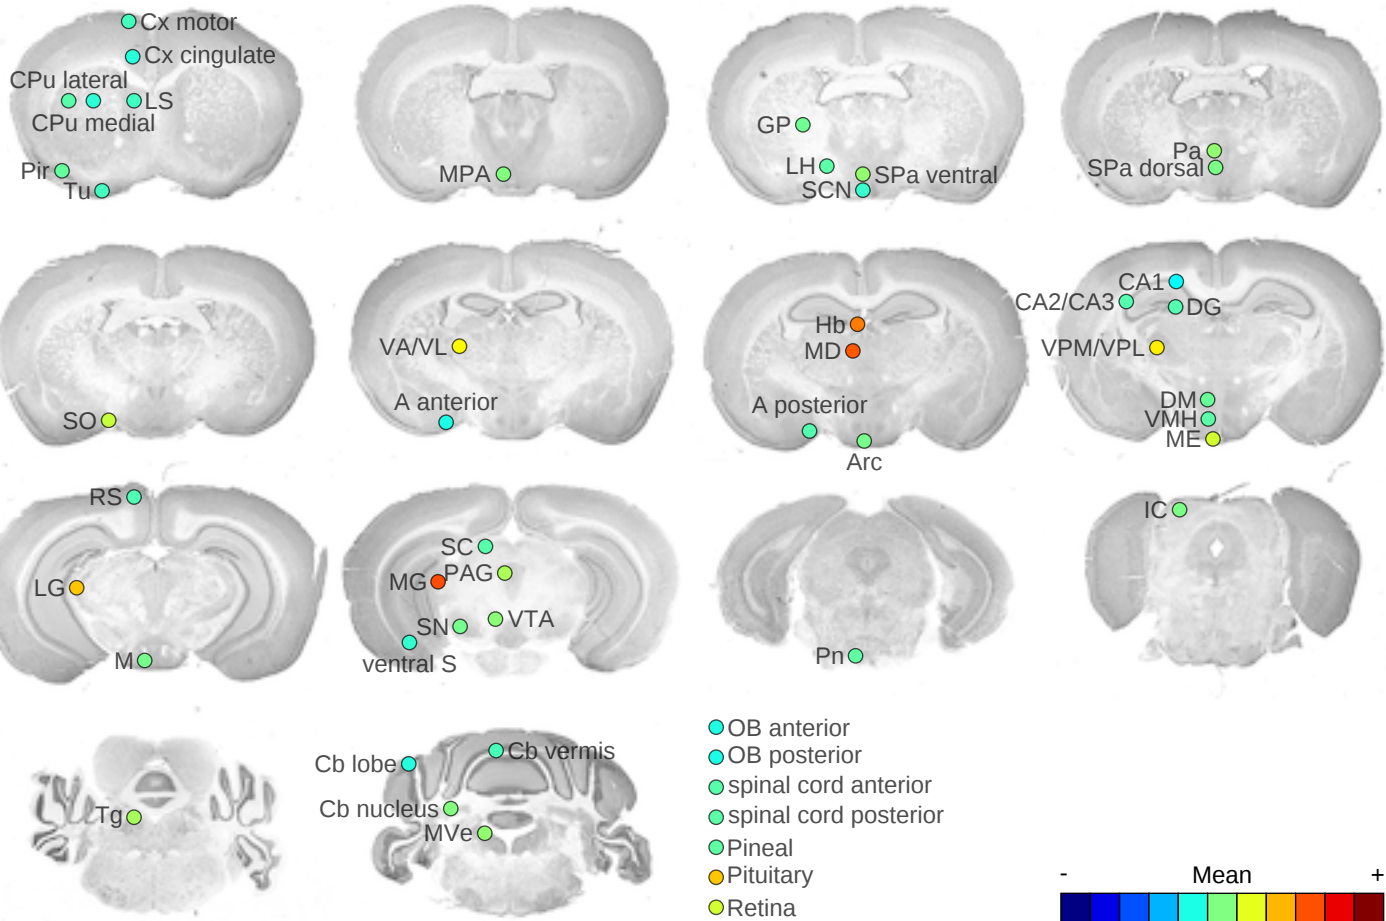 Cx motor
Cx cingulate
CPu lateral
LS
CPu medial
Pir
Tu
MPA
GP
LH
SPa ventral
SCN
Pa
SPa dorsal
SO
VA/VL
A anterior
Hb
MD
A posterior
Arc
CA1
CA2/CA3
DG
VPM/VPL
DM
VMH
ME
RS
LG
M
SC
MG
PAG
SN
VTA
ventral S
Pn
IC
Tg
Cb lobe
Cb vermis
Cb nucleus
MVe
OB anterior
OB posterior
spinal cord anterior
spinal cord posterior
Pineal
Pituitary
Retina
- Mean +